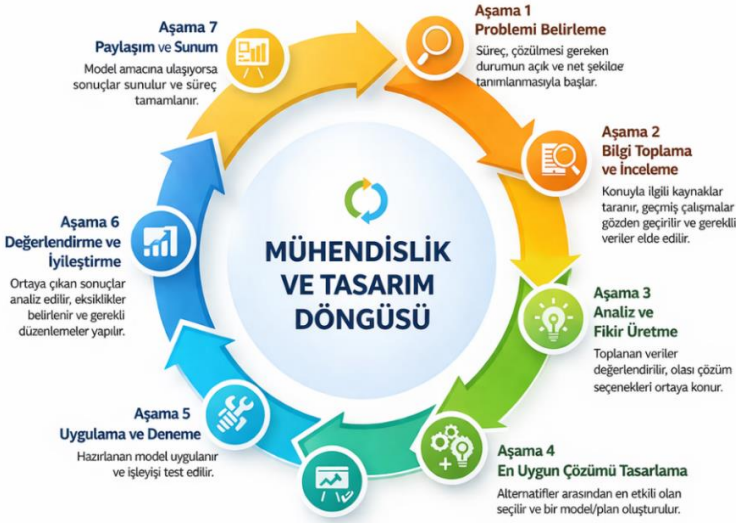 Aşama 1
Problemi Belirleme
Süreç, çözülmesi gereken
durumun açık ve net şekilde
tanımlanmasıyla başlar.
Aşama 2
Bilgi Toplama
ve İnceleme
Konuyla ilgili kaynaklar
taranır, geçmiş çalışmalar
gözden geçirilir ve gerekli
veriler elde edilir.
Aşama 3
Analiz ve
Fikir Üretme
Toplanan veriler
değerlendirilir, olası çözüm
seçenekleri ortaya konur.
Aşama 4
En Uygun Çözümü Tasarlama
Alternatifler arasından en etkili olan
seçilir ve bir model/plan oluşturulur.
Aşama 5
Uygulama ve Deneme
Hazırlanan model uygulanır
ve işleyişi test edilir.
Aşama 6
Değerlendirme ve
İyileştirme
Ortaya çıkan sonuçlar
analiz edilir, eksiklikler
belirlenir ve gerekli
düzenlemeler yapılır.
Aşama 7
Paylaşım ve Sunum
Model amacına ulaşıyorsa
sonuçlar sunulur ve süreç
tamamlanır.
MÜHENDİSLİK
VE TASARIM
DÖNGÜSÜ